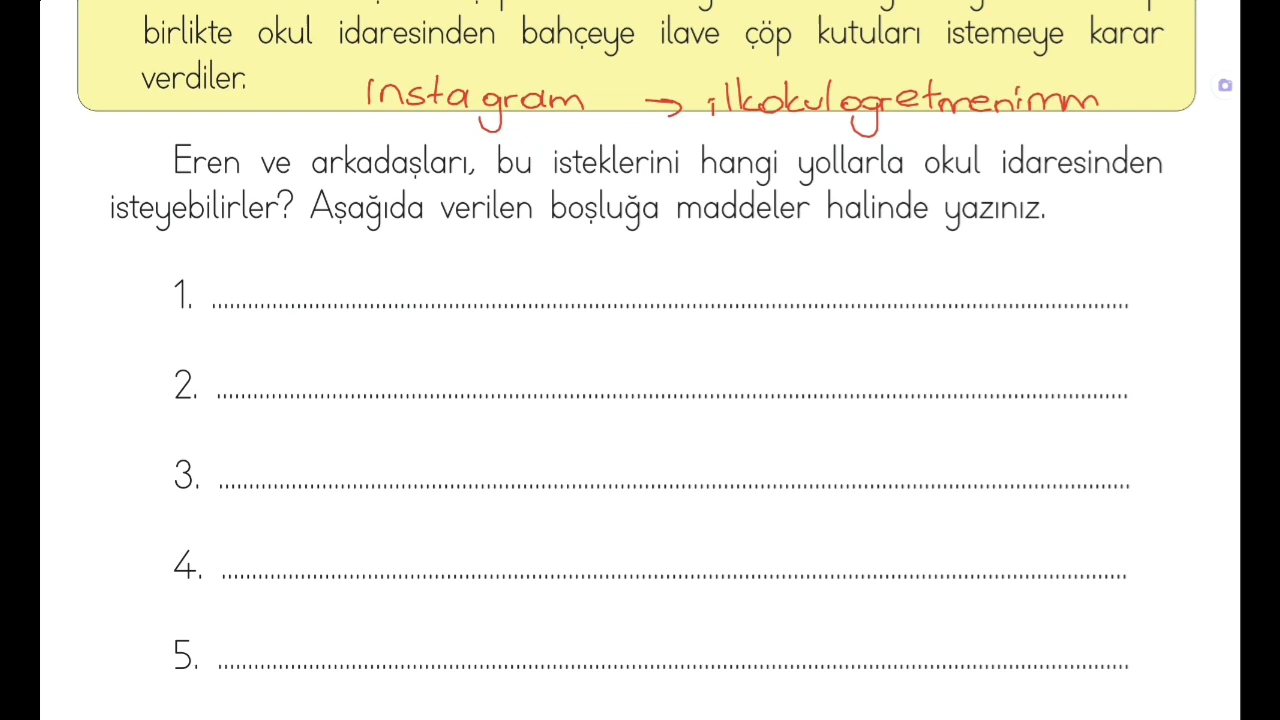 birlikte okul idaresinden bahçeye ilave çöp kutuları istemeye karar
verdiler.
Instagram → ilkokulogretmenimm
Eren ve arkadaşları, bu isteklerini hangi yollarla okul idaresinden
isteyebilirler? Aşağıda verilen boşluğa maddeler halinde yazınız.
1. ....................
2. ....................
3. ....................
4. ....................
5. ....................